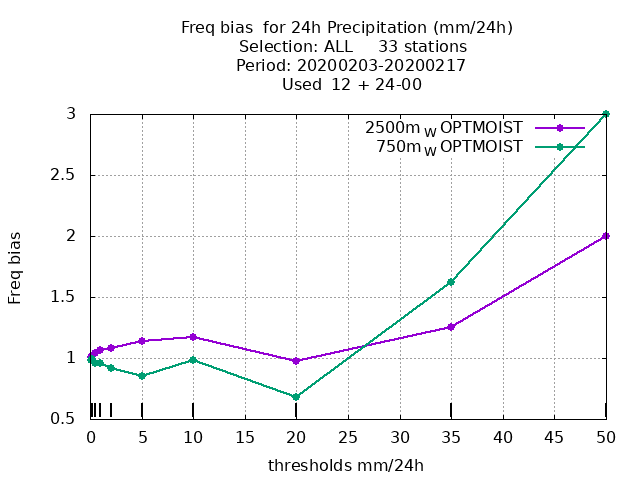 Freq bias  for 24h Precipitation (mm/24h)
Selection: ALL     33 stations
Period: 20200203-20200217
Used  12 + 24-00
3
2500m W OPTMOIST
750m W OPTMOIST
2.5
2
1.5
1
0.5
Freq bias
0 5 10 15 20 25 30 35 40 45 50
thresholds mm/24h